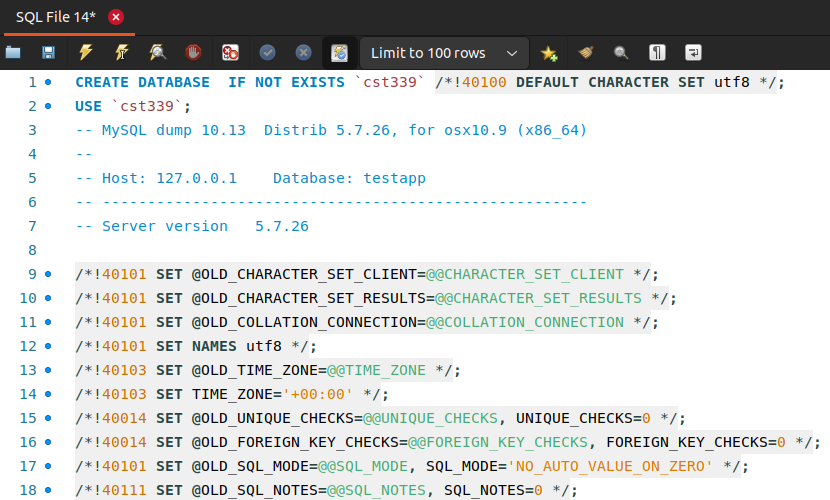 SQL File 14*
Limit to 100 rows
1 CREATE DATABASE  IF NOT EXISTS `cst339` /*!40100 DEFAULT CHARACTER SET utf8 */;
2 USE `cst339`;
3 -- MySQL dump 10.13  Distrib 5.7.26, for osx10.9 (x86_64)
4 --
5 -- Host: 127.0.0.1    Database: testapp
6 -- ------------------------------------------------------
7 -- Server version	5.7.26
8
9 /*!40101 SET @OLD_CHARACTER_SET_CLIENT=@@CHARACTER_SET_CLIENT */;
10 /*!40101 SET @OLD_CHARACTER_SET_RESULTS=@@CHARACTER_SET_RESULTS */;
11 /*!40101 SET @OLD_COLLATION_CONNECTION=@@COLLATION_CONNECTION */;
12 /*!40101 SET NAMES utf8 */;
13 /*!40103 SET @OLD_TIME_ZONE=@@TIME_ZONE */;
14 /*!40103 SET TIME_ZONE='+00:00' */;
15 /*!40014 SET @OLD_UNIQUE_CHECKS=@@UNIQUE_CHECKS, UNIQUE_CHECKS=0 */;
16 /*!40014 SET @OLD_FOREIGN_KEY_CHECKS=@@FOREIGN_KEY_CHECKS, FOREIGN_KEY_CHECKS=0 */;
17 /*!40101 SET @OLD_SQL_MODE=@@SQL_MODE, SQL_MODE='NO_AUTO_VALUE_ON_ZERO' */;
18 /*!40111 SET @OLD_SQL_NOTES=@@SQL_NOTES, SQL_NOTES=0 */;